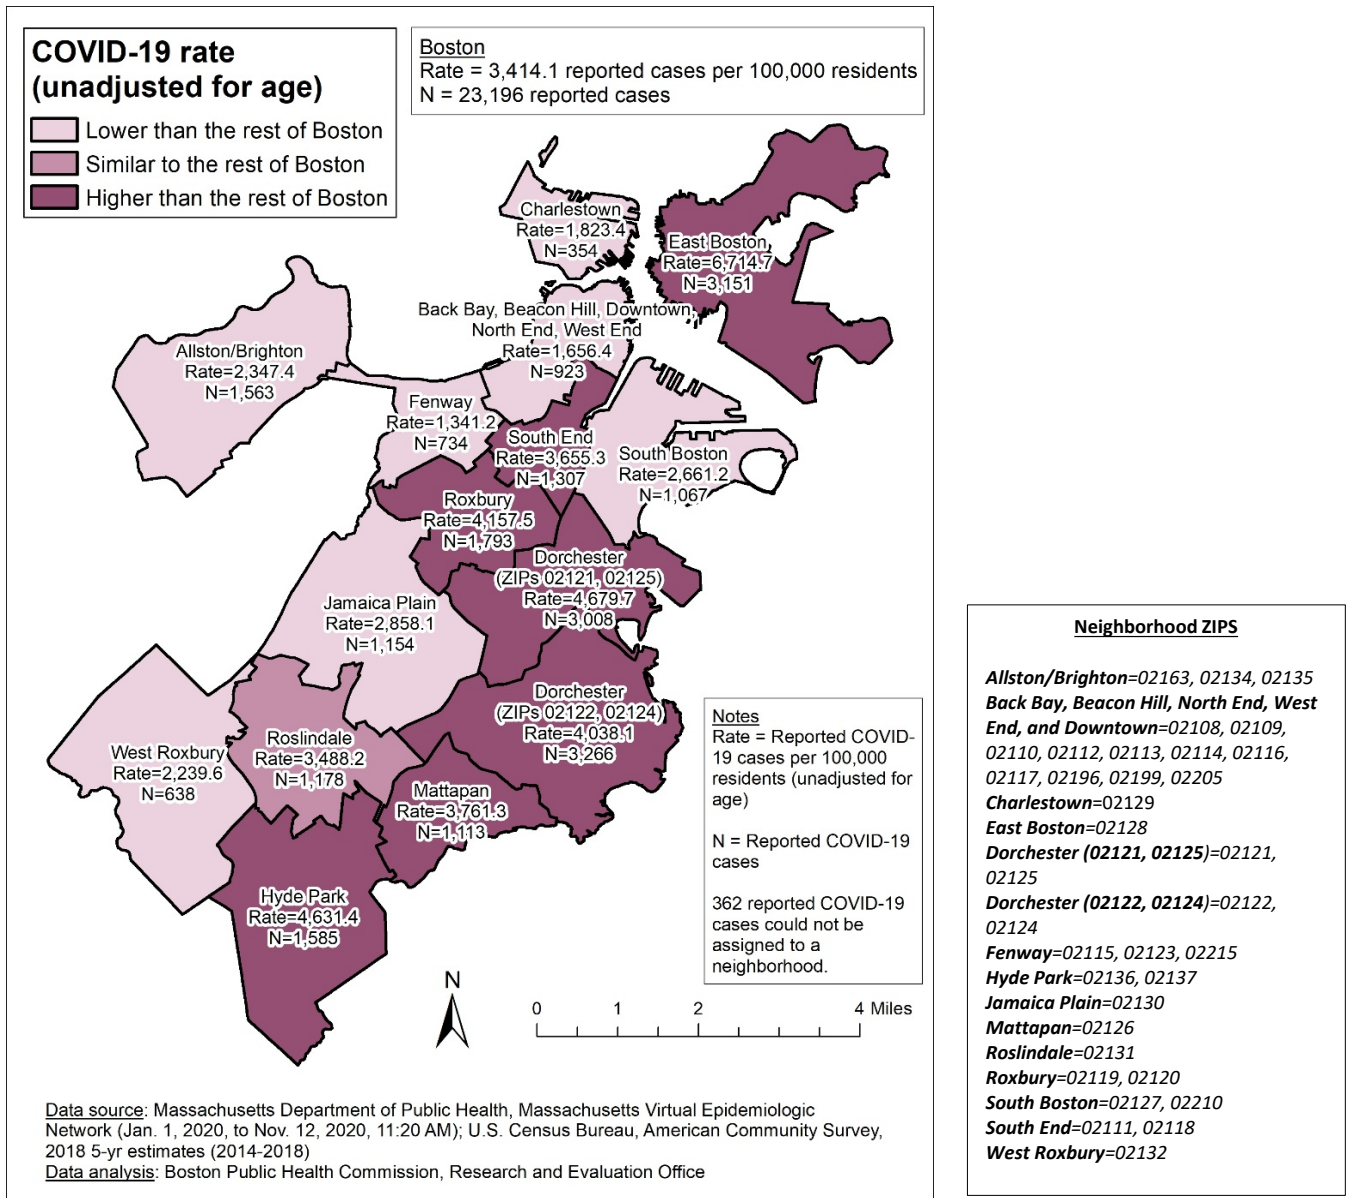 COVID-19 rate
(unadjusted for age)
Lower than the rest of Boston
Similar to the rest of Boston
Higher than the rest of Boston
Boston
Rate = 3,414.1 reported cases per 100,000 residents
N = 23,196 reported cases
Charlestown
Rate=1,823.4
N=354
East Boston
Rate=6,714.7
N=3,151
Back Bay, Beacon Hill, Downtown,
North End, West End
Rate=1,656.4
N=923
Allston/Brighton
Rate=2,347.4
N=1,563
Fenway
Rate=1,341.2
N=734
South End
Rate=3,655.3
N=1,307
South Boston
Rate=2,661.2
N=1,067
Roxbury
Rate=4,157.5
N=1,793
Dorchester
(ZIPs 02121, 02125)
Rate=4,679.7
N=3,008
Jamaica Plain
Rate=2,858.1
N=1,154
Dorchester
(ZIPs 02122, 02124)
Rate=4,038.1
N=3,266
Roslindale
Rate=3,488.2
N=1,178
West Roxbury
Rate=2,239.6
N=638
Mattapan
Rate=3,761.3
N=1,113
Hyde Park
Rate=4,631.4
N=1,585
Notes
Rate = Reported COVID-
19 cases per 100,000
residents (unadjusted for
age)
N = Reported COVID-19
cases
362 reported COVID-19
cases could not be
assigned to a
neighborhood.
N
0 1 2 4 Miles
Data source: Massachusetts Department of Public Health, Massachusetts Virtual Epidemiologic
Network (Jan. 1, 2020, to Nov. 12, 2020, 11:20 AM); U.S. Census Bureau, American Community Survey,
2018 5-yr estimates (2014-2018)
Data analysis: Boston Public Health Commission, Research and Evaluation Office
Neighborhood ZIPS
Allston/Brighton=02163, 02134, 02135
Back Bay, Beacon Hill, North End, West
End, and Downtown=02108, 02109,
02110, 02112, 02113, 02114, 02116,
02117, 02196, 02199, 02205
Charlestown=02129
East Boston=02128
Dorchester (02121, 02125)=02121,
02125
Dorchester (02122, 02124)=02122,
02124
Fenway=02115, 02123, 02215
Hyde Park=02136, 02137
Jamaica Plain=02130
Mattapan=02126
Roslindale=02131
Roxbury=02119, 02120
South Boston=02127, 02210
South End=02111, 02118
West Roxbury=02132